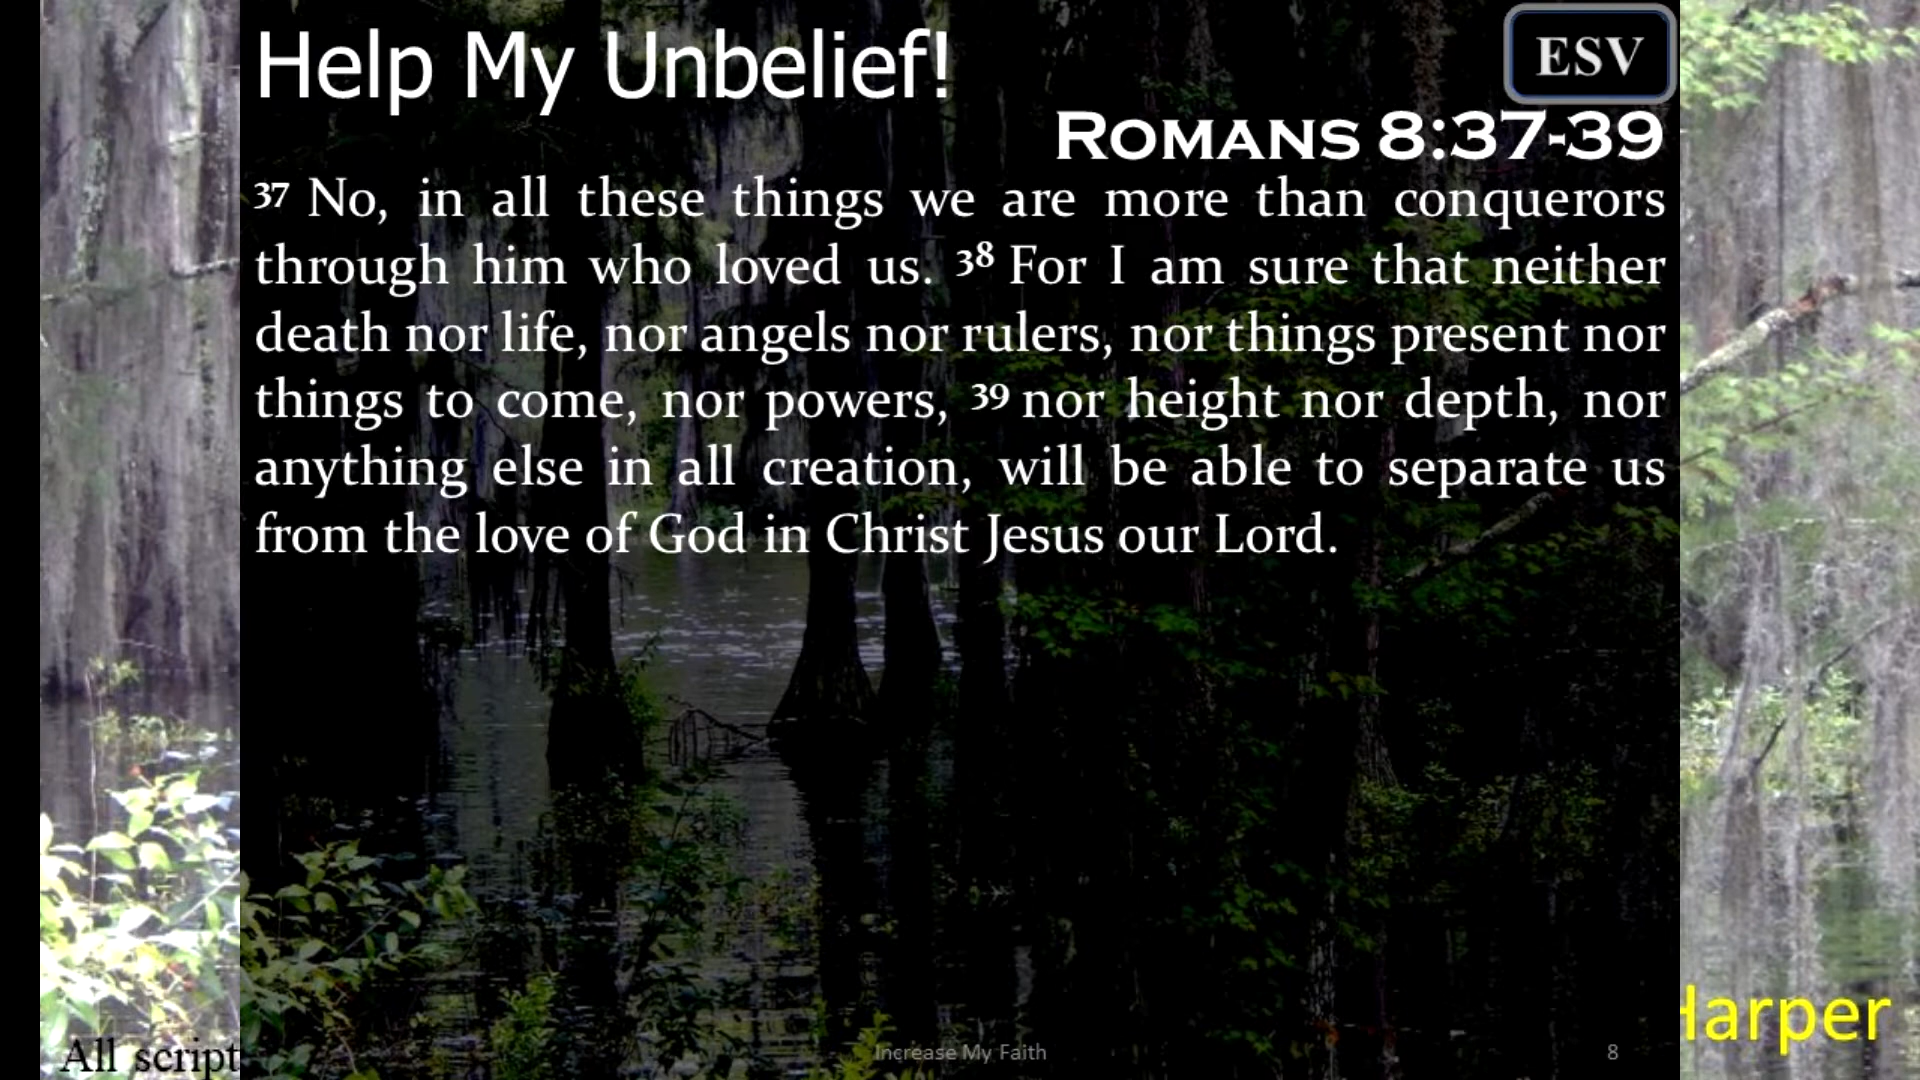 Help My Unbelief!
ESV
Romans 8:37-39
37 No, in all these things we are more than conquerors
through him who loved us. 38 For I am sure that neither
death nor life, nor angels nor rulers, nor things present nor
things to come, nor powers, 39 nor height nor depth, nor
anything else in all creation, will be able to separate us
from the love of God in Christ Jesus our Lord.
Harper
All script
Increase My Faith
8